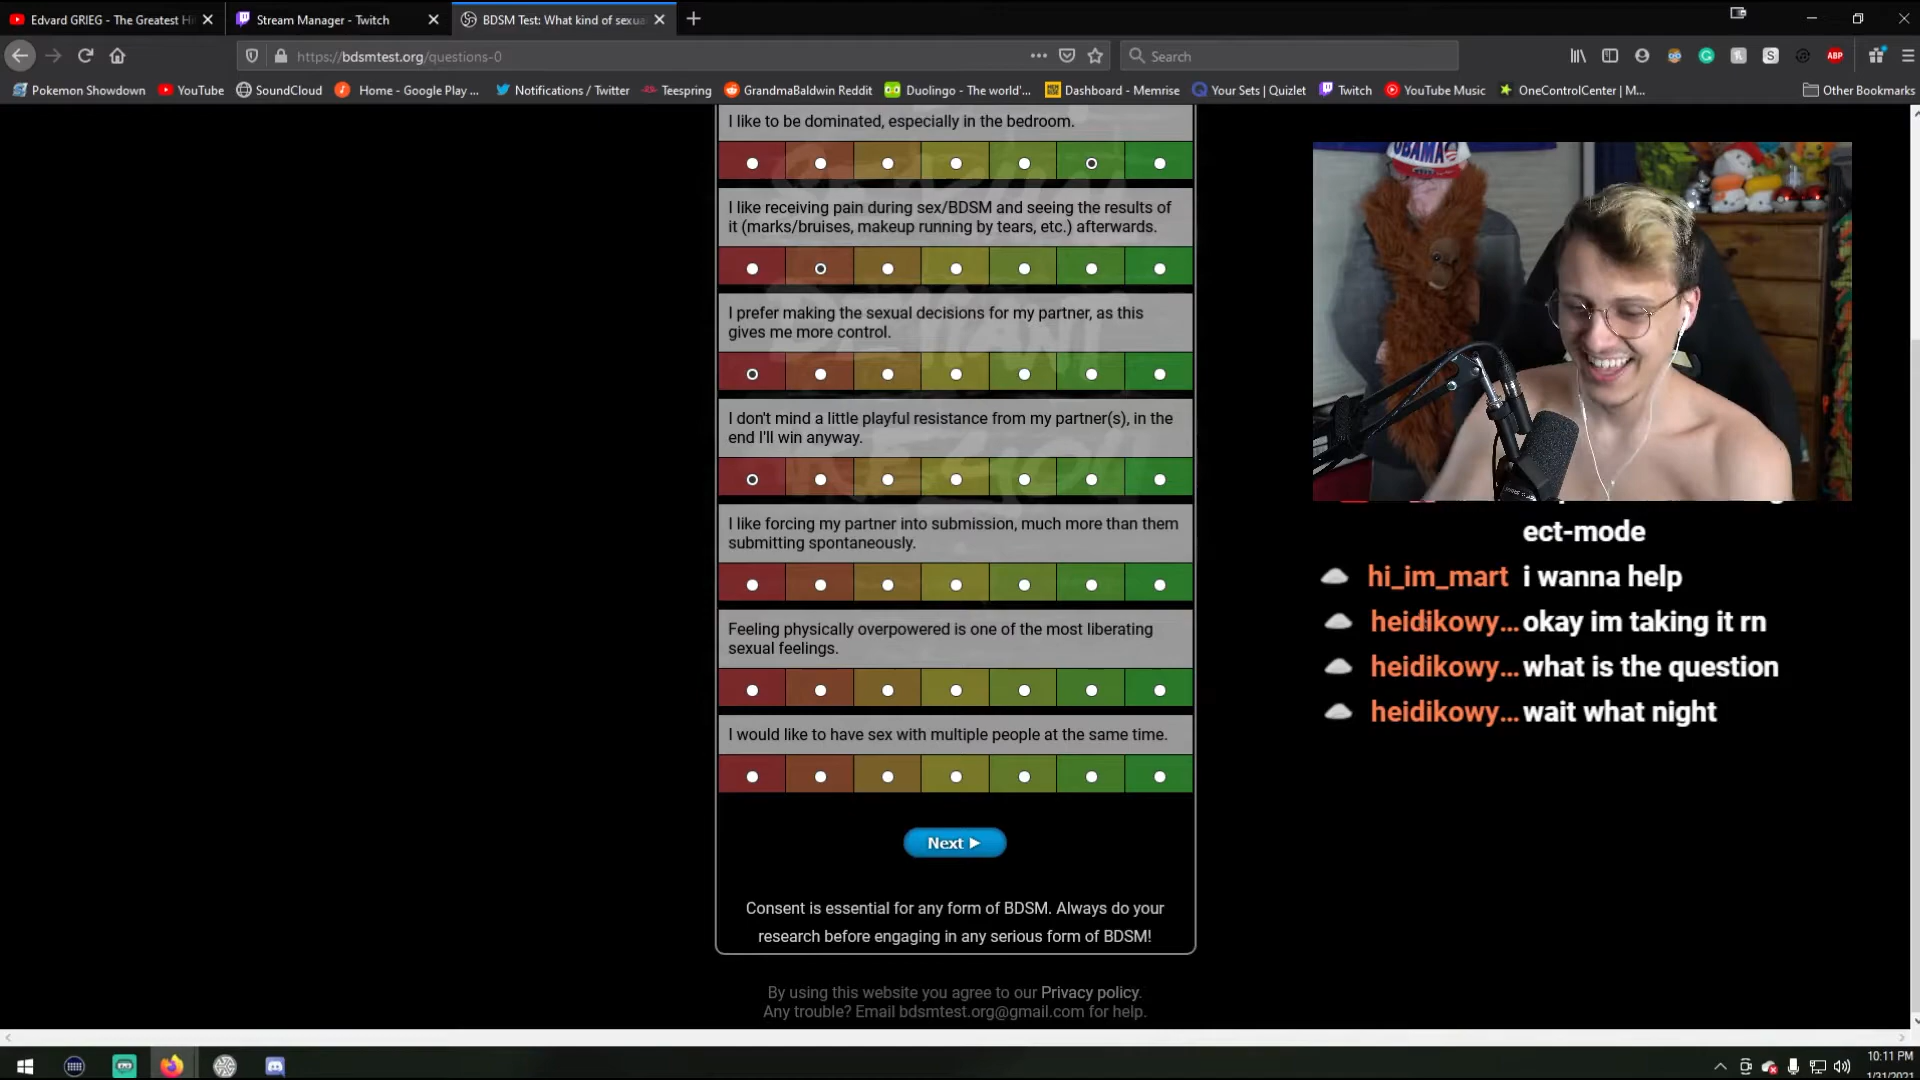 Edvard GRIEG - The Greatest Hi
Stream Manager - Twitch
BDSM Test: What kind of sexua
https://bdsmtest.org/questions-0
Search
Pokemon Showdown
YouTube
SoundCloud
Home - Google Play ...
Notifications / Twitter
Teespring
GrandmaBaldwin Reddit
Duolingo - The world'...
Dashboard - Memrise
Your Sets | Quizlet
Twitch
YouTube Music
OneControlCenter | M...
Other Bookmarks
I like to be dominated, especially in the bedroom.
I like receiving pain during sex/BDSM and seeing the results of
it (marks/bruises, makeup running by tears, etc.) afterwards.
I prefer making the sexual decisions for my partner, as this
gives me more control.
I don't mind a little playful resistance from my partner(s), in the
end I'll win anyway.
I like forcing my partner into submission, much more than them
submitting spontaneously.
Feeling physically overpowered is one of the most liberating
sexual feelings.
I would like to have sex with multiple people at the same time.
Next
Consent is essential for any form of BDSM. Always do your
research before engaging in any serious form of BDSM!
By using this website you agree to our Privacy policy.
Any trouble? Email bdsmtest.org@gmail.com for help.
OBAMA
ect-mode
hi_im_mart i wanna help
heidikowy... okay im taking it rn
heidikowy... what is the question
heidikowy... wait what night
ABP
10:11 PM
1/31/2021